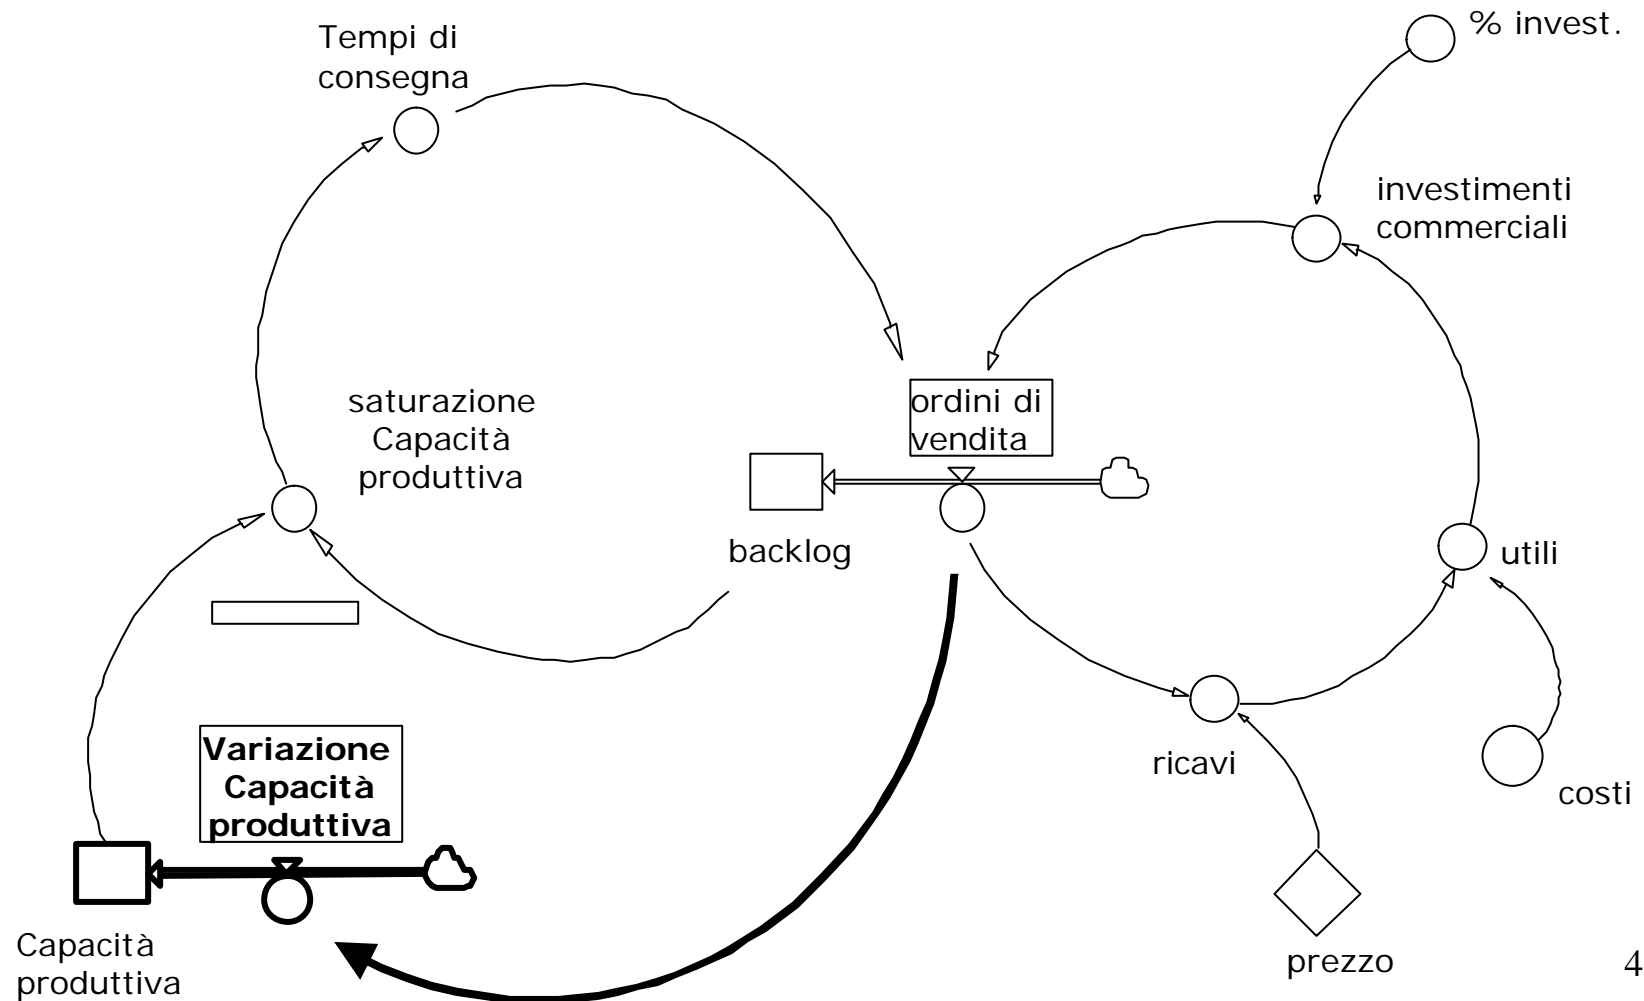 Tempi di
consegna
% invest.
investimenti
commerciali
saturazione
Capacità
produttiva
ordini di
vendita
backlog
utili
Variazione
Capacità
produttiva
ricavi
costi
Capacità
produttiva
prezzo
4